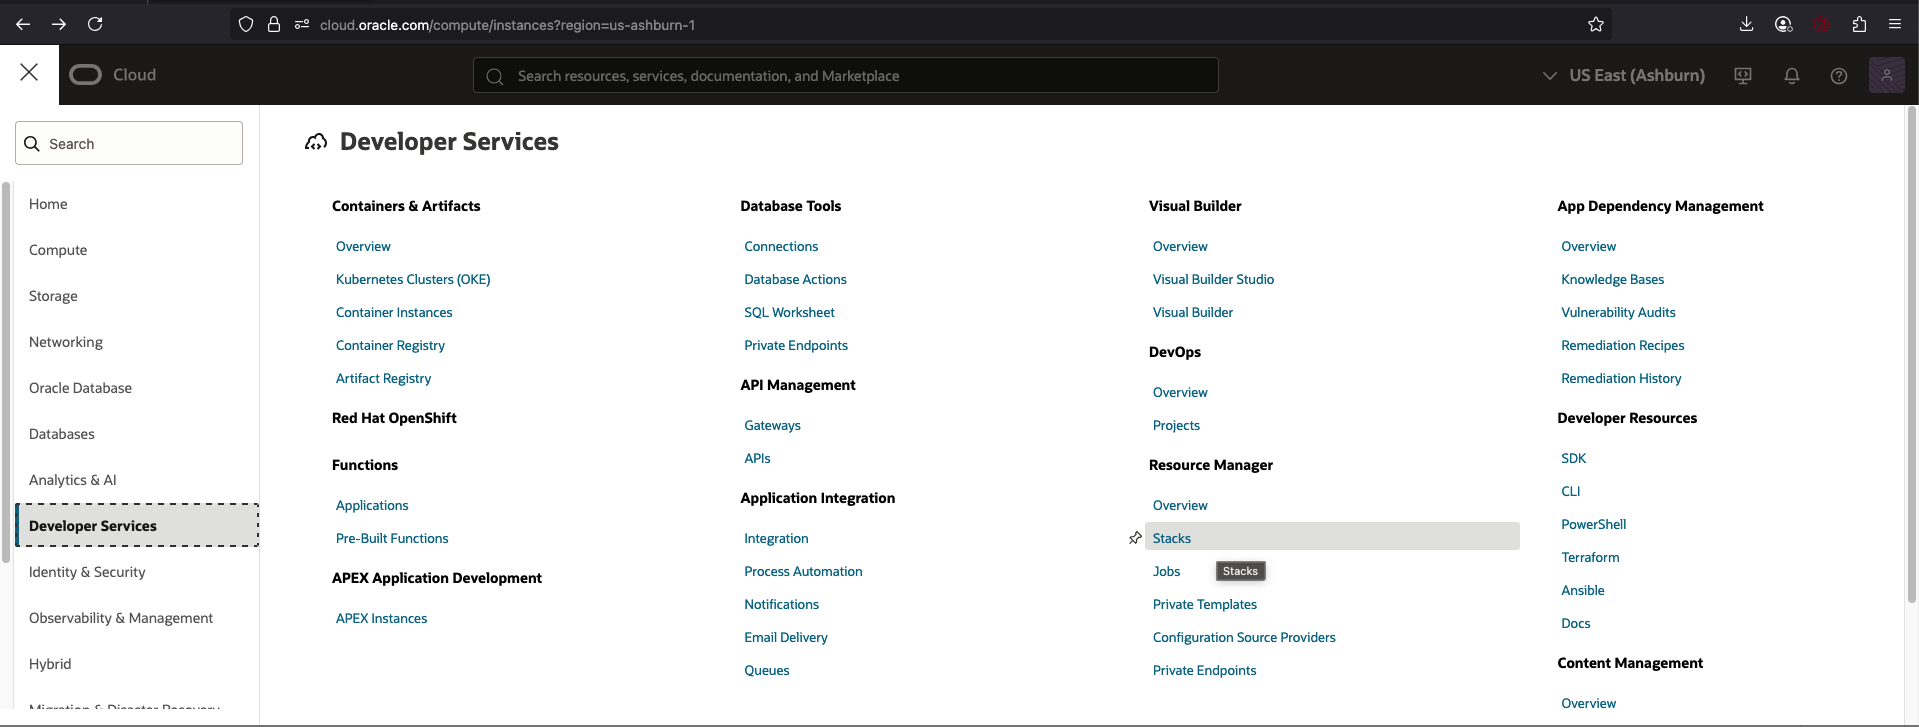 cloud.oracle.com/compute/instances?region=us-ashburn-1
Cloud
Search resources, services, documentation, and Marketplace
US East (Ashburn)
Search
Home
Compute
Storage
Networking
Oracle Database
Databases
Analytics & AI
Developer Services
Identity & Security
Observability & Management
Hybrid
Migration & Disaster Recovery
Developer Services
Containers & Artifacts
Overview
Kubernetes Clusters (OKE)
Container Instances
Container Registry
Artifact Registry
Red Hat OpenShift
Functions
Applications
Pre-Built Functions
APEX Application Development
APEX Instances
Database Tools
Connections
Database Actions
SQL Worksheet
Private Endpoints
API Management
Gateways
APIs
Application Integration
Integration
Process Automation
Notifications
Email Delivery
Queues
Visual Builder
Overview
Visual Builder Studio
Visual Builder
DevOps
Overview
Projects
Resource Manager
Overview
Stacks
Jobs
Stacks
Private Templates
Configuration Source Providers
Private Endpoints
App Dependency Management
Overview
Knowledge Bases
Vulnerability Audits
Remediation Recipes
Remediation History
Developer Resources
SDK
CLI
PowerShell
Terraform
Ansible
Docs
Content Management
Overview